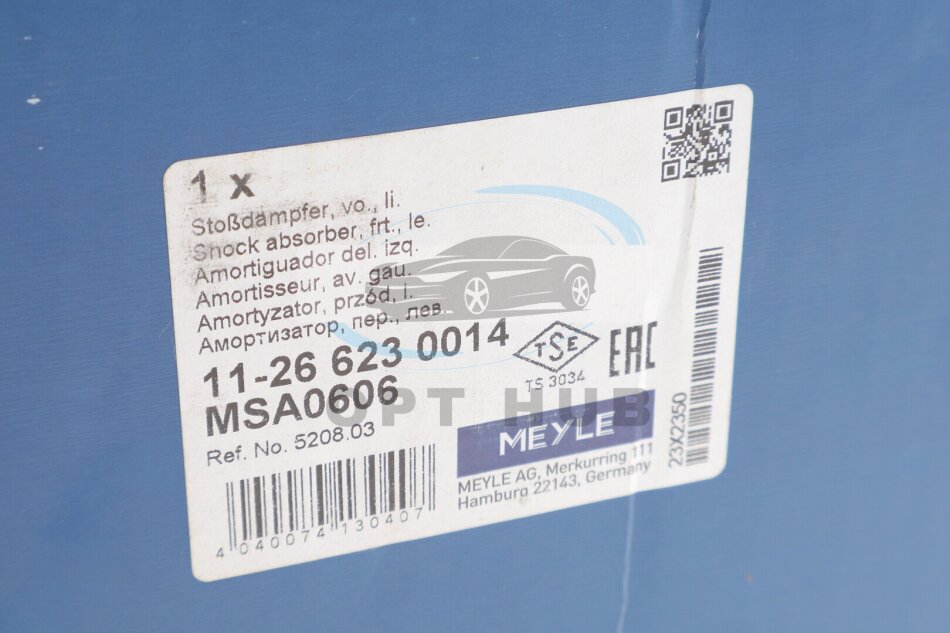 1 x
Stoßdämpfer, vo., li.
Shock absorber, frt., le.
Amortiguador del. izq.
Amortisseur, av. gau.
Amortyzator, przód, l.
Амортизатор, пер., лев.
11-26 623 0014
MSA0606
Ref. No. 5208.03
4 040074 130407
TSE
TS 3034
EAC
MEYLE
MEYLE AG, Merkurring 111
Hamburg 22143, Germany
23X2350
OPT HUB